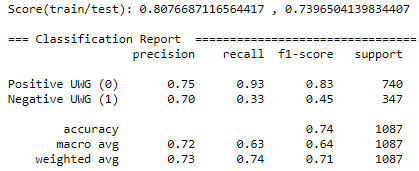 Score(train/test): 0.8076687116564417 , 0.7396504139834407
=== Classification Report ===============================
precision recall f1-score support
Positive UWG (0) 0.75 0.93 0.83 740
Negative UWG (1) 0.70 0.33 0.45 347
accuracy 0.74 1087
macro avg 0.72 0.63 0.64 1087
weighted avg 0.73 0.74 0.71 1087